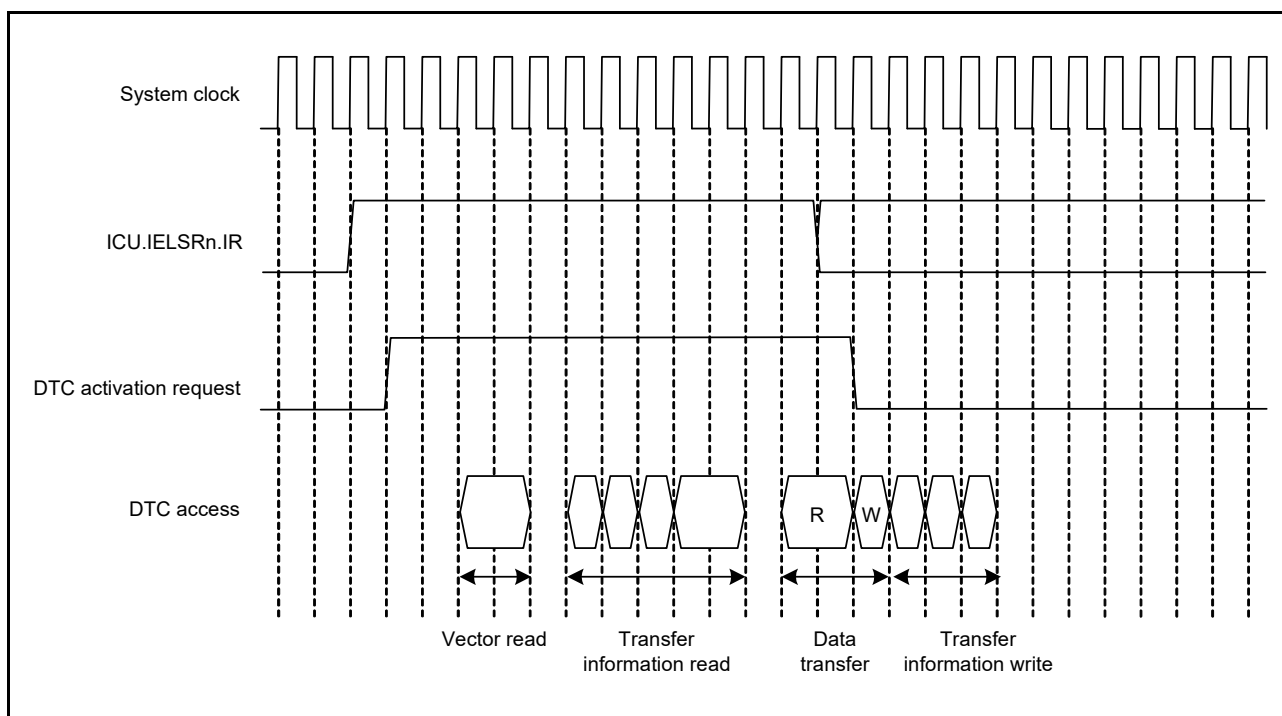 System clock
ICU.IELSRn.IR
DTC activation request
DTC access
R
W
Vector read
Transfer
information read
Data
transfer
Transfer
information write